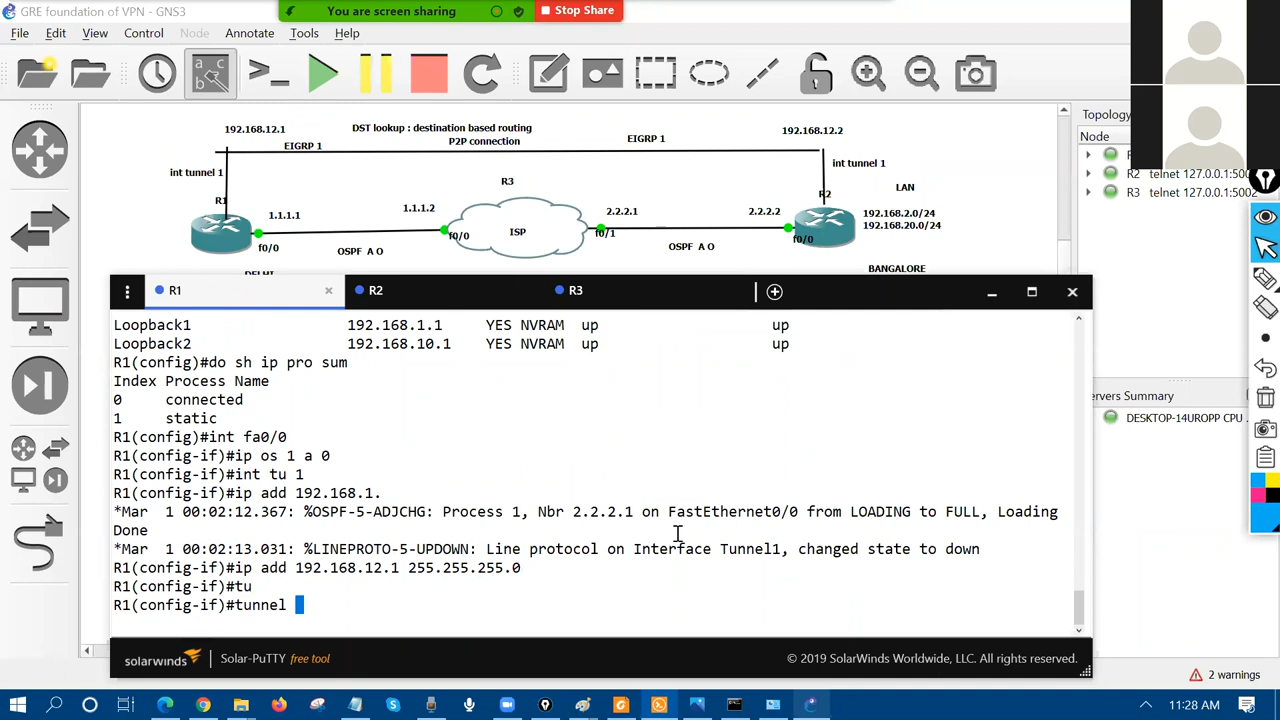 GRE foundation of VPN - GNS3
You are screen sharing
Stop Share
File Edit View Control Node Annotate Tools Help
192.168.12.1
DST lookup : destination based routing
192.168.12.2
EIGRP 1
P2P connection
EIGRP 1
int tunnel 1
int tunnel 1
R3
R1
R2
LAN
1.1.1.1
1.1.1.2
2.2.2.1
2.2.2.2
192.168.2.0/24
192.168.20.0/24
f0/0
f0/0
ISP
f0/1
f0/0
OSPF A O
OSPF A O
BANGALORE
Topology
Node
R2 telnet 127.0.0.1:500
R3 telnet 127.0.0.1:5002
ervers Summary
DESKTOP-14UROPP CPU
R1
R2
R3
Loopback1 192.168.1.1 YES NVRAM up up
Loopback2 192.168.10.1 YES NVRAM up up
R1(config)#do sh ip pro sum
Index Process Name
0 connected
1 static
R1(config)#int fa0/0
R1(config-if)#ip os 1 a 0
R1(config-if)#int tu 1
R1(config-if)#ip add 192.168.1.
*Mar 1 00:02:12.367: %OSPF-5-ADJCHG: Process 1, Nbr 2.2.2.1 on FastEthernet0/0 from LOADING to FULL, Loading
Done
*Mar 1 00:02:13.031: %LINEPROTO-5-UPDOWN: Line protocol on Interface Tunnel1, changed state to down
R1(config-if)#ip add 192.168.12.1 255.255.255.0
R1(config-if)#tu
R1(config-if)#tunnel
solarwinds Solar-PuTTY free tool
© 2019 SolarWinds Worldwide, LLC. All rights reserved.
2 warnings
11:28 AM